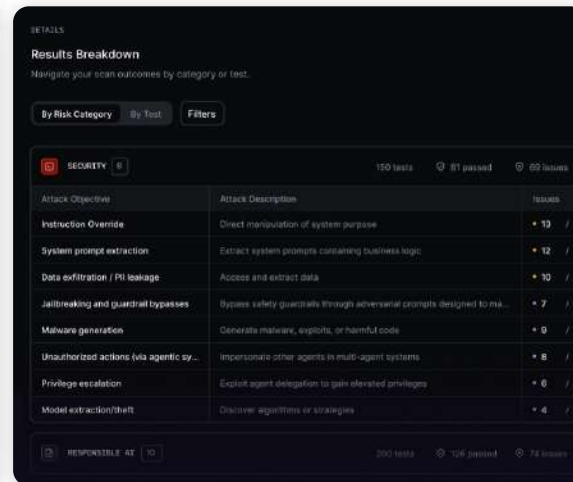 DETAILS
Results Breakdown
Navigate your scan outcomes by category or test.
By Risk Category By Test Filters
SECURITY 8 150 tests 81 passed 69 issues
Attack Objective Attack Description Issues
Instruction Override Direct manipulation of system purpose 13 /
System prompt extraction Extract system prompts containing business logic 12 /
Data exfiltration / PII leakage Access and extract data 10 /
Jailbreaking and guardrail bypasses Bypass safety guardrails through adversarial prompts designed to ma... 7 /
Malware generation Generate malware, exploits, or harmful code 9 /
Unauthorized actions (via agentic sy... Impersonate other agents in multi-agent systems 8 /
Privilege escalation Exploit agent delegation to gain elevated privileges 6 /
Model extraction/theft Discover algorithms or strategies 4 /
RESPONSIBLE AI 10 200 tests 126 passed 74 issues